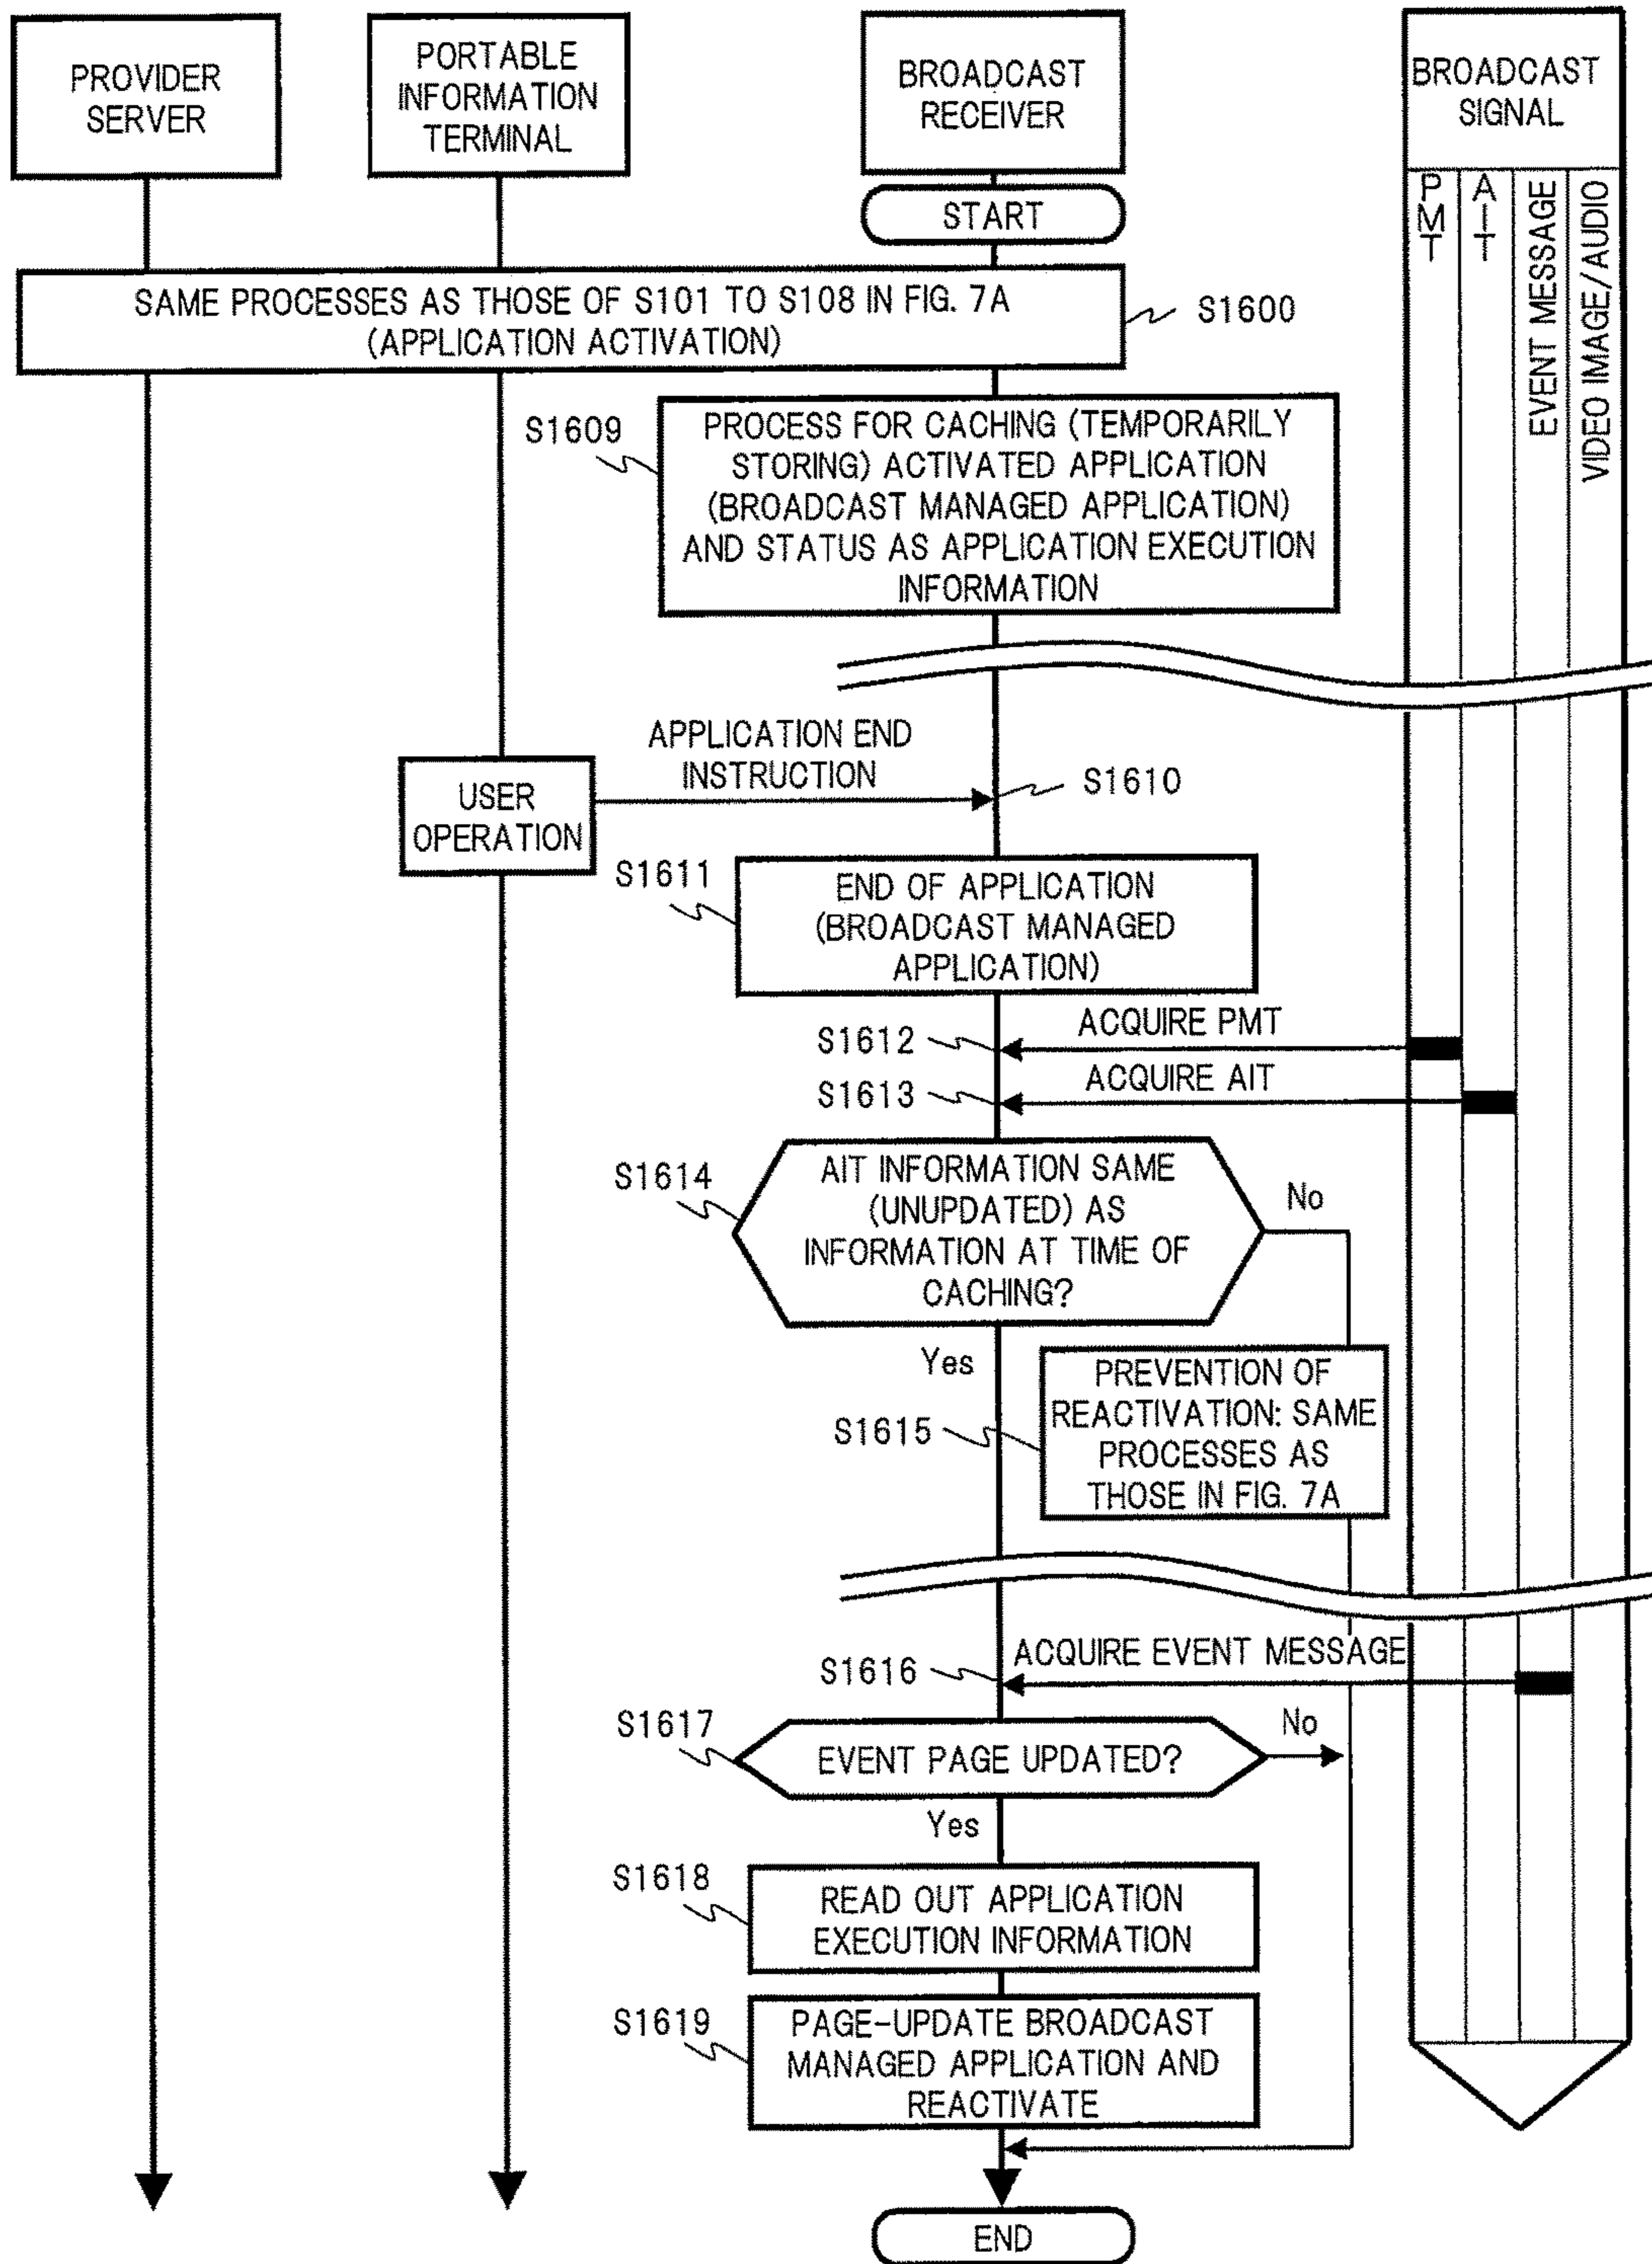 PROVIDER
SERVER
PORTABLE
INFORMATION
TERMINAL
BROADCAST
RECEIVER
BROADCAST
SIGNAL
START
PMT
AIT
EVENT MESSAGE
VIDEO IMAGE/AUDIO
SAME PROCESSES AS THOSE OF S101 TO S108 IN FIG. 7A
(APPLICATION ACTIVATION)
S1600
S1609
PROCESS FOR CACHING (TEMPORARILY
STORING) ACTIVATED APPLICATION
(BROADCAST MANAGED APPLICATION)
AND STATUS AS APPLICATION EXECUTION
INFORMATION
APPLICATION END
INSTRUCTION
USER
OPERATION
S1610
S1611
END OF APPLICATION
(BROADCAST MANAGED
APPLICATION)
S1612
ACQUIRE PMT
S1613
ACQUIRE AIT
S1614
AIT INFORMATION SAME
(UNUPDATED) AS
INFORMATION AT TIME OF
CACHING?
No
Yes
S1615
PREVENTION OF
REACTIVATION: SAME
PROCESSES AS
THOSE IN FIG. 7A
S1616
ACQUIRE EVENT MESSAGE
S1617
EVENT PAGE UPDATED?
No
Yes
S1618
READ OUT APPLICATION
EXECUTION INFORMATION
S1619
PAGE-UPDATE BROADCAST
MANAGED APPLICATION AND
REACTIVATE
END